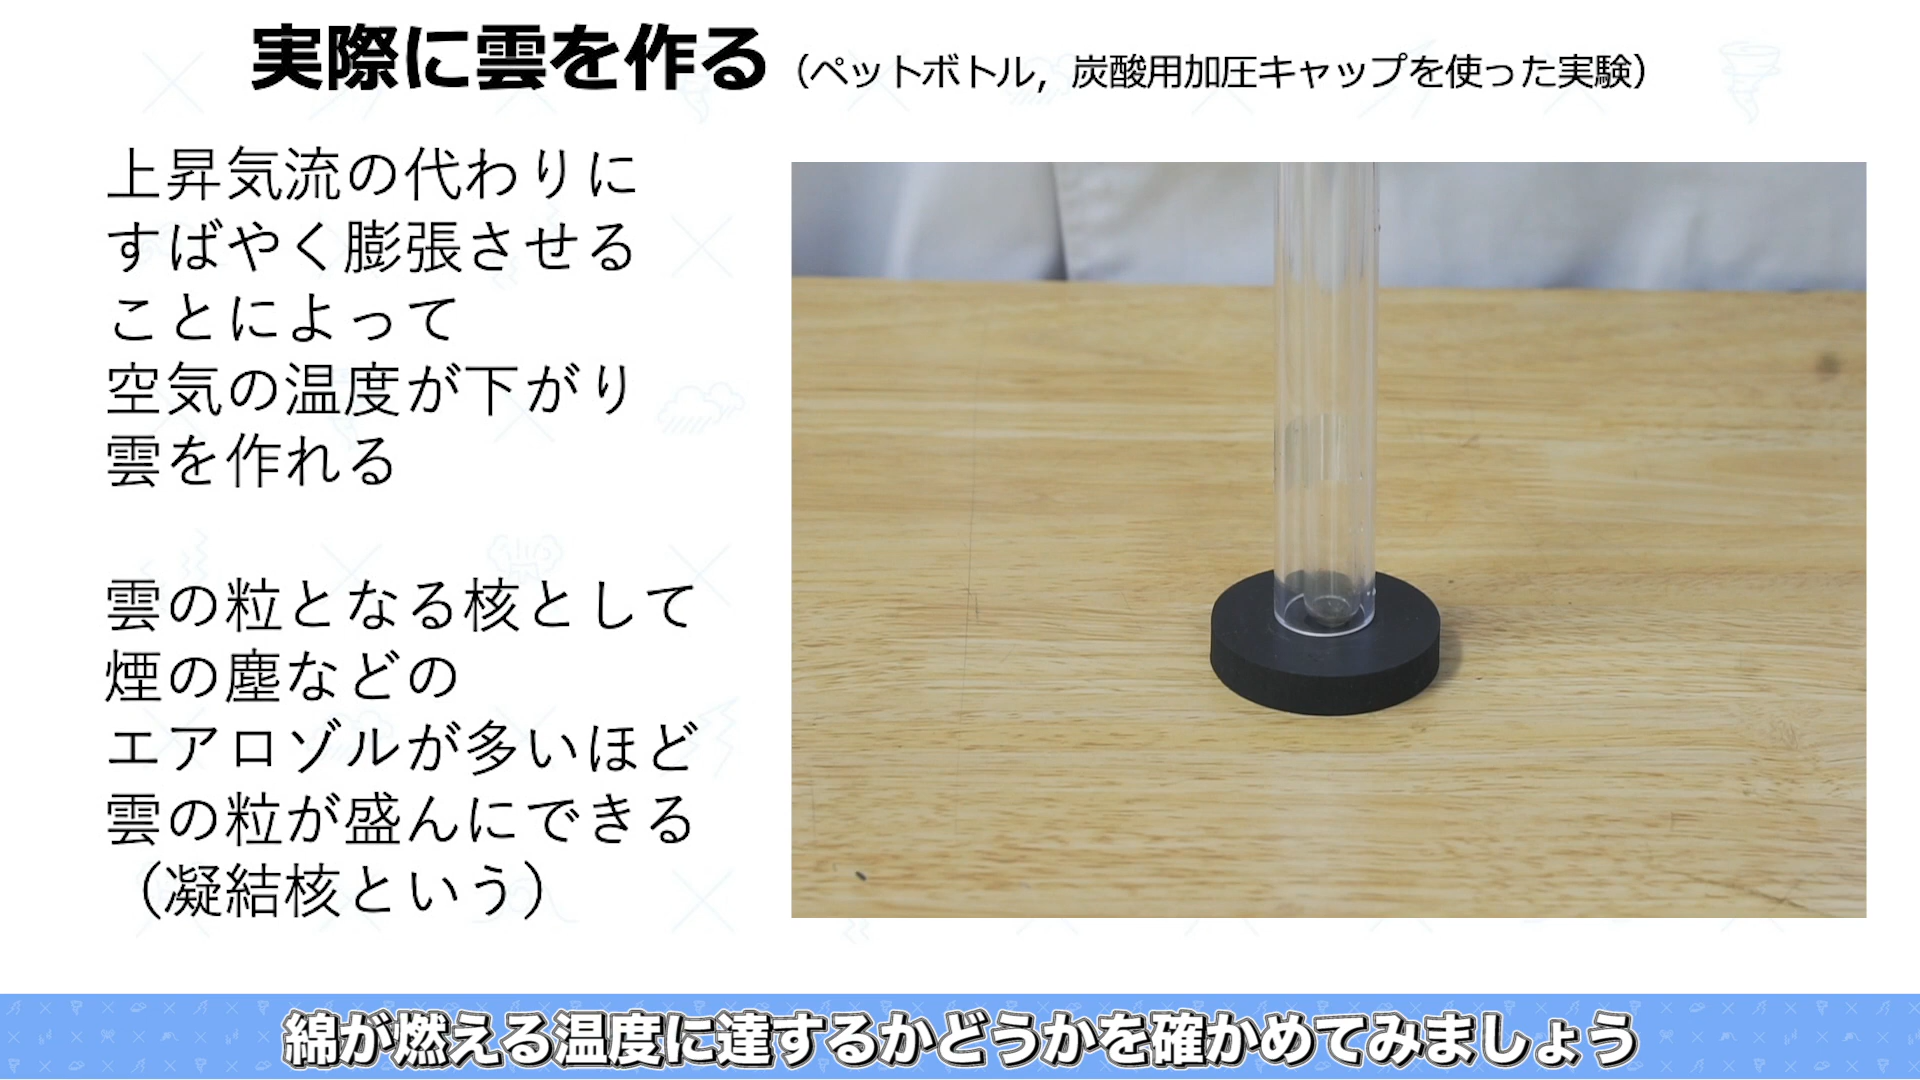 実際に雲を作る（ペットボトル，炭酸用加圧キャップを使った実験）
上昇気流の代わりに
すばやく膨張させる
ことによって
空気の温度が下がり
雲を作れる
雲の粒となる核として
煙の塵などの
エアロゾルが多いほど
雲の粒が盛んにできる
（凝結核という）
綿が燃える温度に達するかどうかを確かめてみましょう